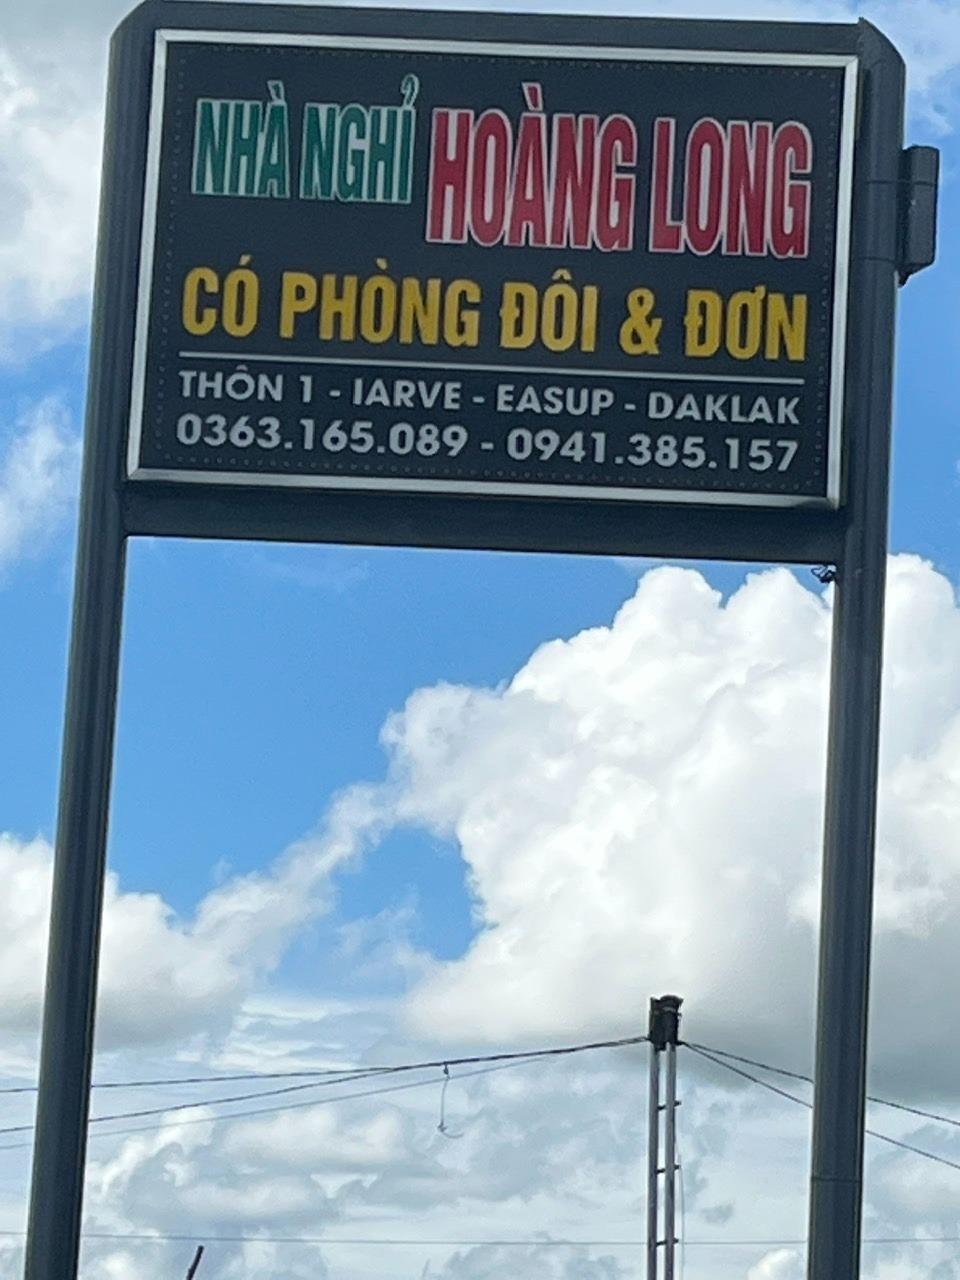 NHÀ NGHỈ HOÀNG LONG
CÓ PHÒNG ĐÔI & ĐƠN
THÔN 1 - IARVE - EASUP - DAKLAK
0363.165.089 - 0941.385.157